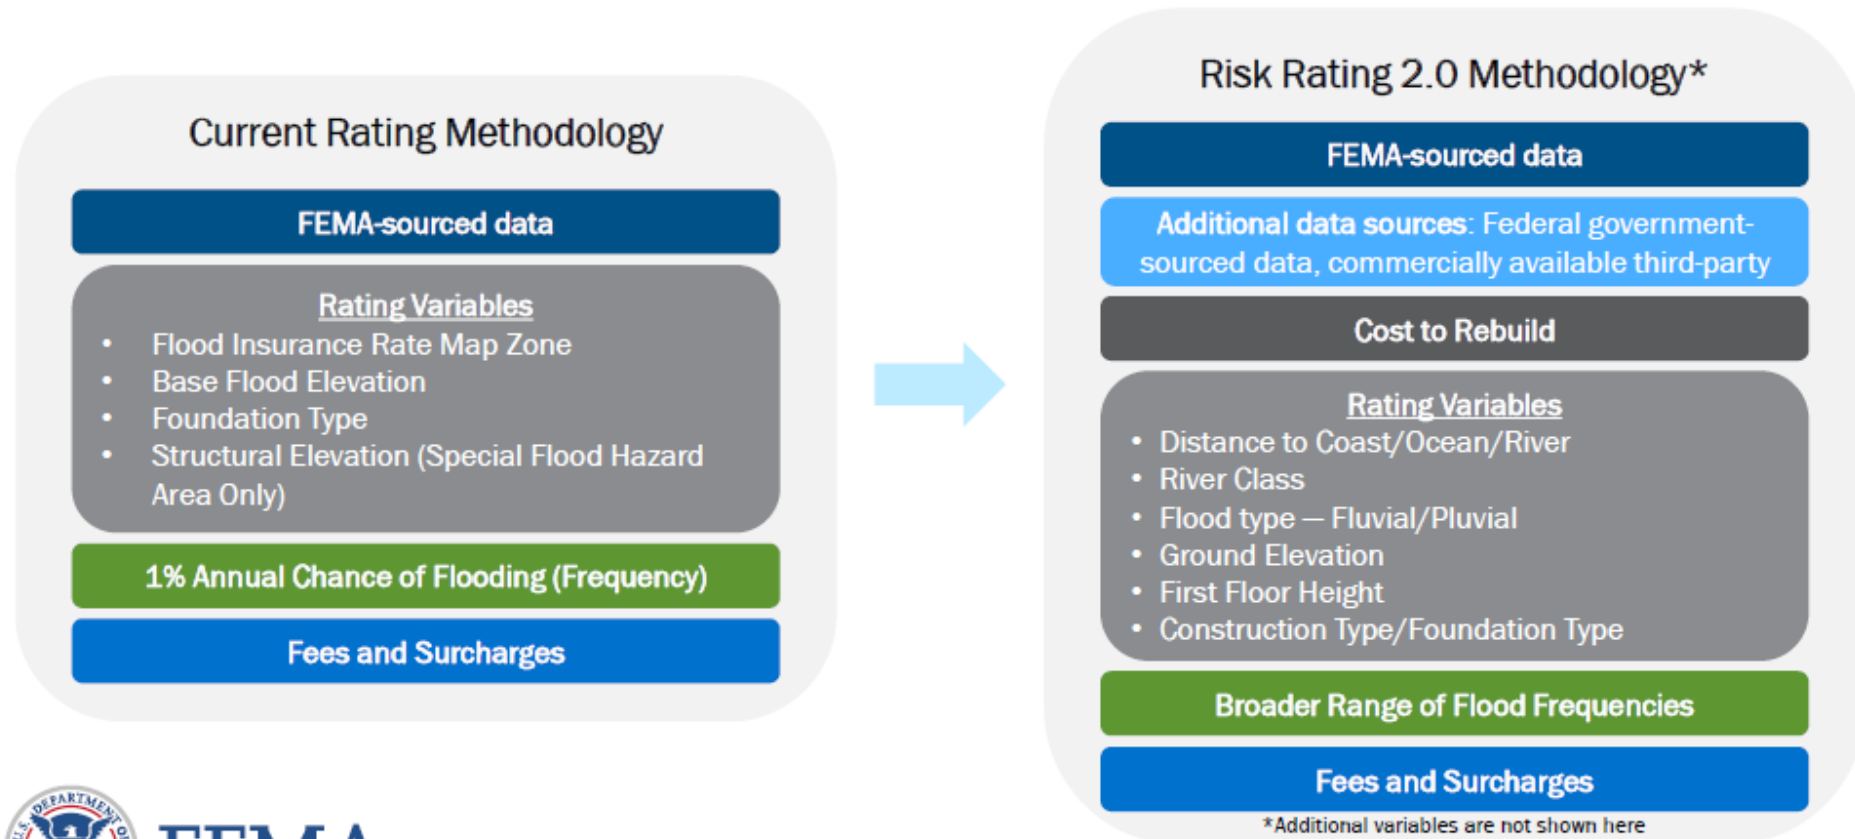 Current Rating Methodology
FEMA-sourced data
Rating Variables
• Flood Insurance Rate Map Zone
• Base Flood Elevation
• Foundation Type
• Structural Elevation (Special Flood Hazard
Area Only)
1% Annual Chance of Flooding (Frequency)
Fees and Surcharges
Risk Rating 2.0 Methodology*
FEMA-sourced data
Additional data sources: Federal government-
sourced data, commercially available third-party
Cost to Rebuild
Rating Variables
• Distance to Coast/Ocean/River
• River Class
• Flood type — Fluvial/Pluvial
• Ground Elevation
• First Floor Height
• Construction Type/Foundation Type
Broader Range of Flood Frequencies
Fees and Surcharges
*Additional variables are not shown here
U.S. DEPARTMENT OF
FEMA